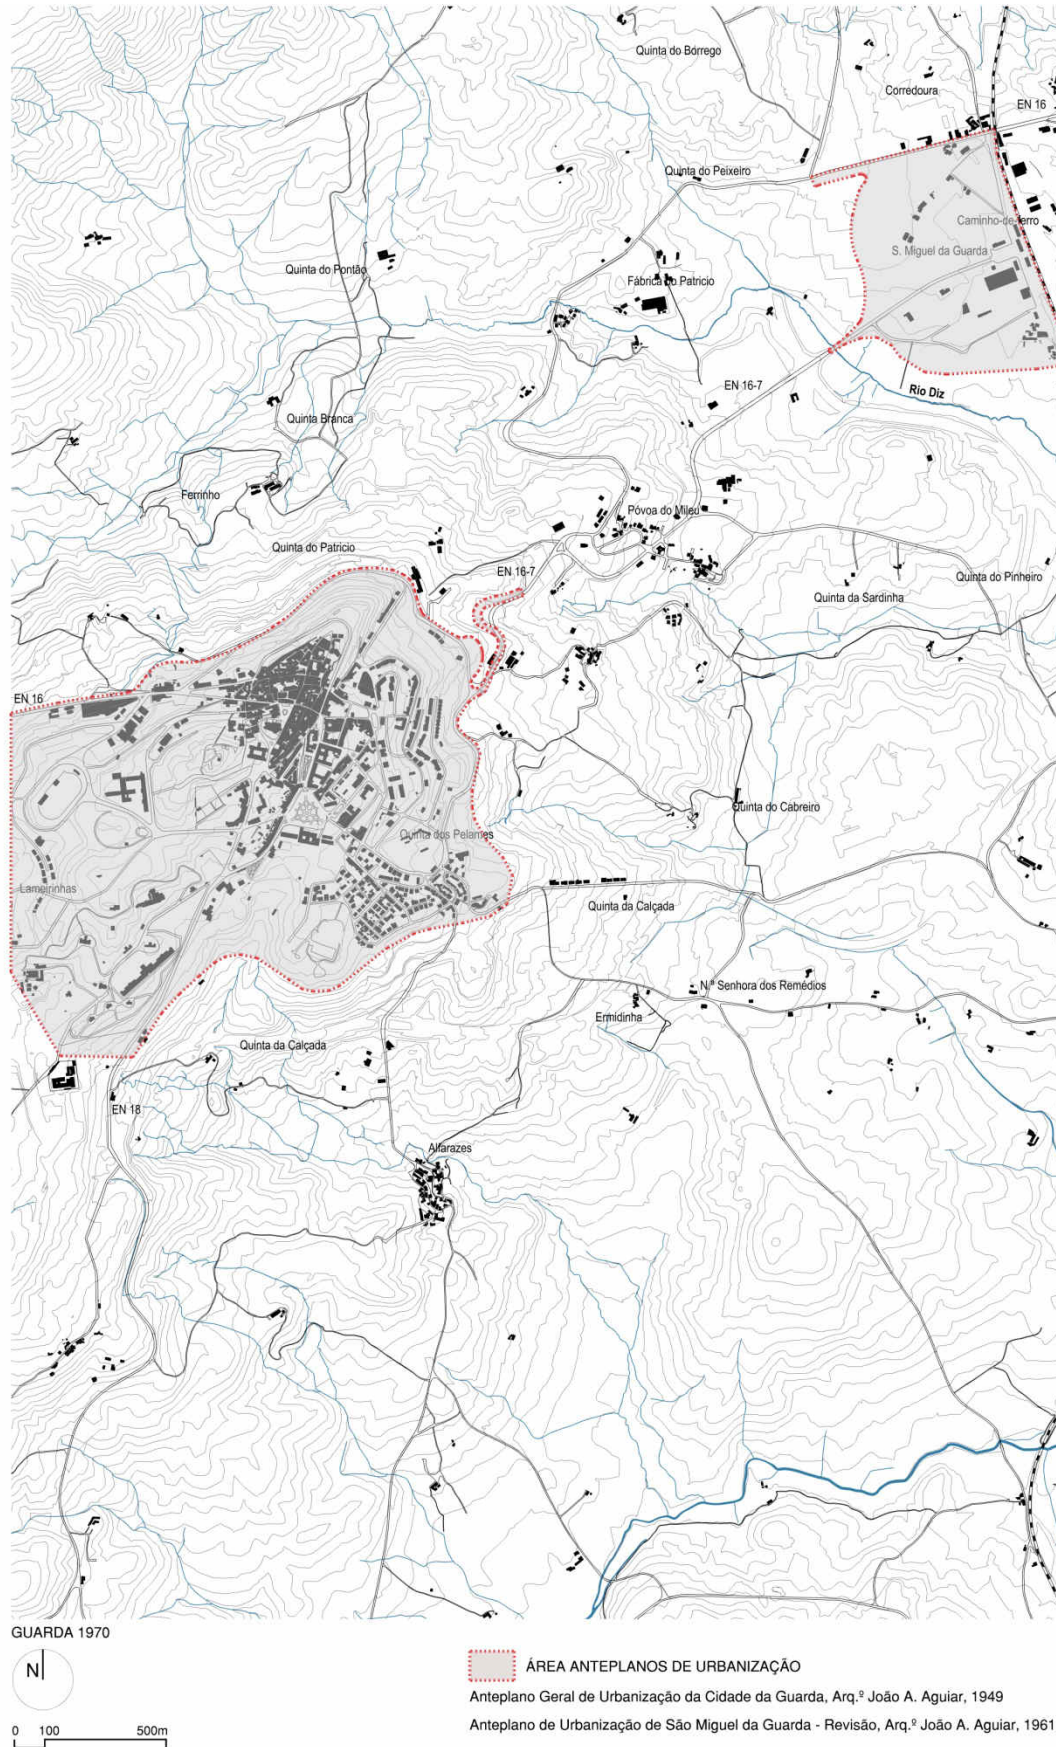 Quinta do Borrego
Corredoura
EN 16
Quinta do Peixeiro
Caminho-de-ferro
S. Miguel da Guarda
Quinta do Pontão
Fábrica do Patricio
EN 16-7
Rio Diz
Quinta Branca
Ferrinho
Póvoa do Mileu
Quinta do Patricio
EN 16-7
Quinta do Pinheiro
Quinta da Sardinha
EN 16
Quinta do Cabreiro
Quinta dos Pelames
Lameirinhas
Quinta da Calçada
N.ª Senhora dos Remédios
Ermidinha
Quinta da Calçada
EN 18
Alfarazes
GUARDA 1970
N
0 100 500m
ÁREA ANTEPLANOS DE URBANIZAÇÃO
Anteplano Geral de Urbanização da Cidade da Guarda, Arq.º João A. Aguiar, 1949
Anteplano de Urbanização de São Miguel da Guarda - Revisão, Arq.º João A. Aguiar, 1961